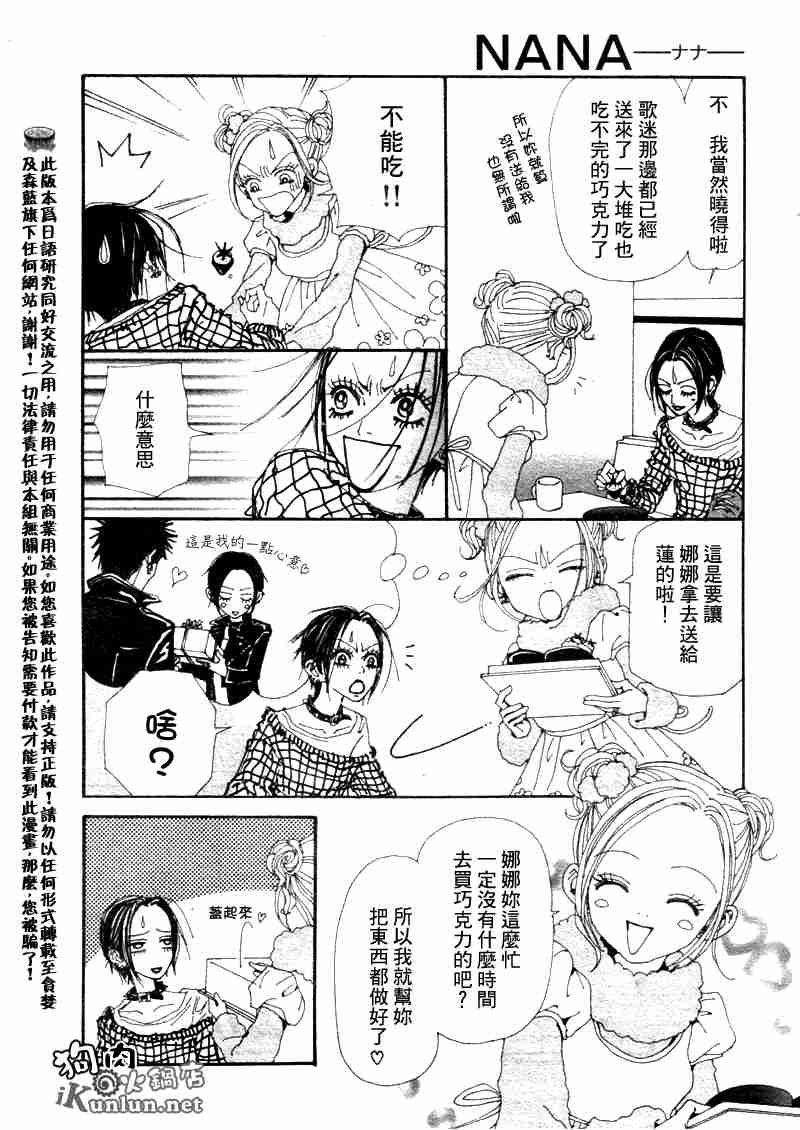 NANA——ナナ——
不 我當然曉得啦
歌迷那邊都已經
送來了一大堆吃也
吃不完的巧克力了
所以妳就算
沒有送給我
也無所謂啦
不能吃!!
什麼意思
這是要讓
娜娜拿去送給
蓮的啦!
這是我的一點心意♡
啥?
娜娜妳這麼忙
一定沒有什麼時間
去買巧克力的吧?
所以我就幫妳
把東西都做好了♡
蓋起來♡
此版本爲日語研究同好交流之用,請勿用于任何商業用途。如您喜歡此作品,請支持正版!請勿以任何形式轉載至貪婪
及森藍旗下任何網站,謝謝!一切法律責任與本組無關。如果您被告知需要付款才能看到此漫畫,那麼,您被騙了!
狗肉
火鍋店
iKunlun.net